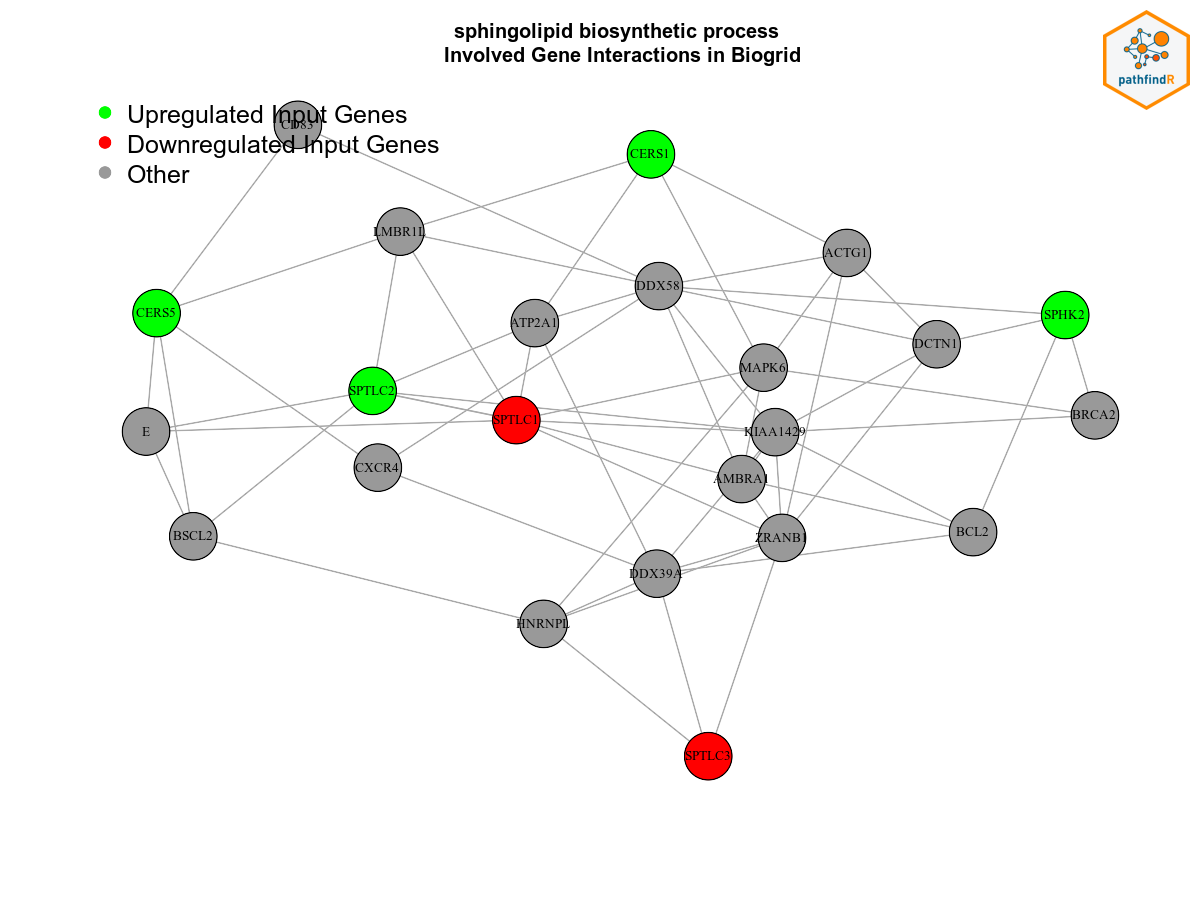 sphingolipid biosynthetic process
Involved Gene Interactions in Biogrid
pathfindR
Upregulated Input Genes
Downregulated Input Genes
Other
CD83
CERS1
LMBR1L
ACTG1
DDX58
CERS5
ATP2A1
SPHK2
DCTN1
MAPK6
SPTLC2
BRCA2
SPTLC1
E
KIAA1429
CXCR4
AMBRA1
BSCL2
ZRANB1
BCL2
DDX39A
HNRNPL
SPTLC3